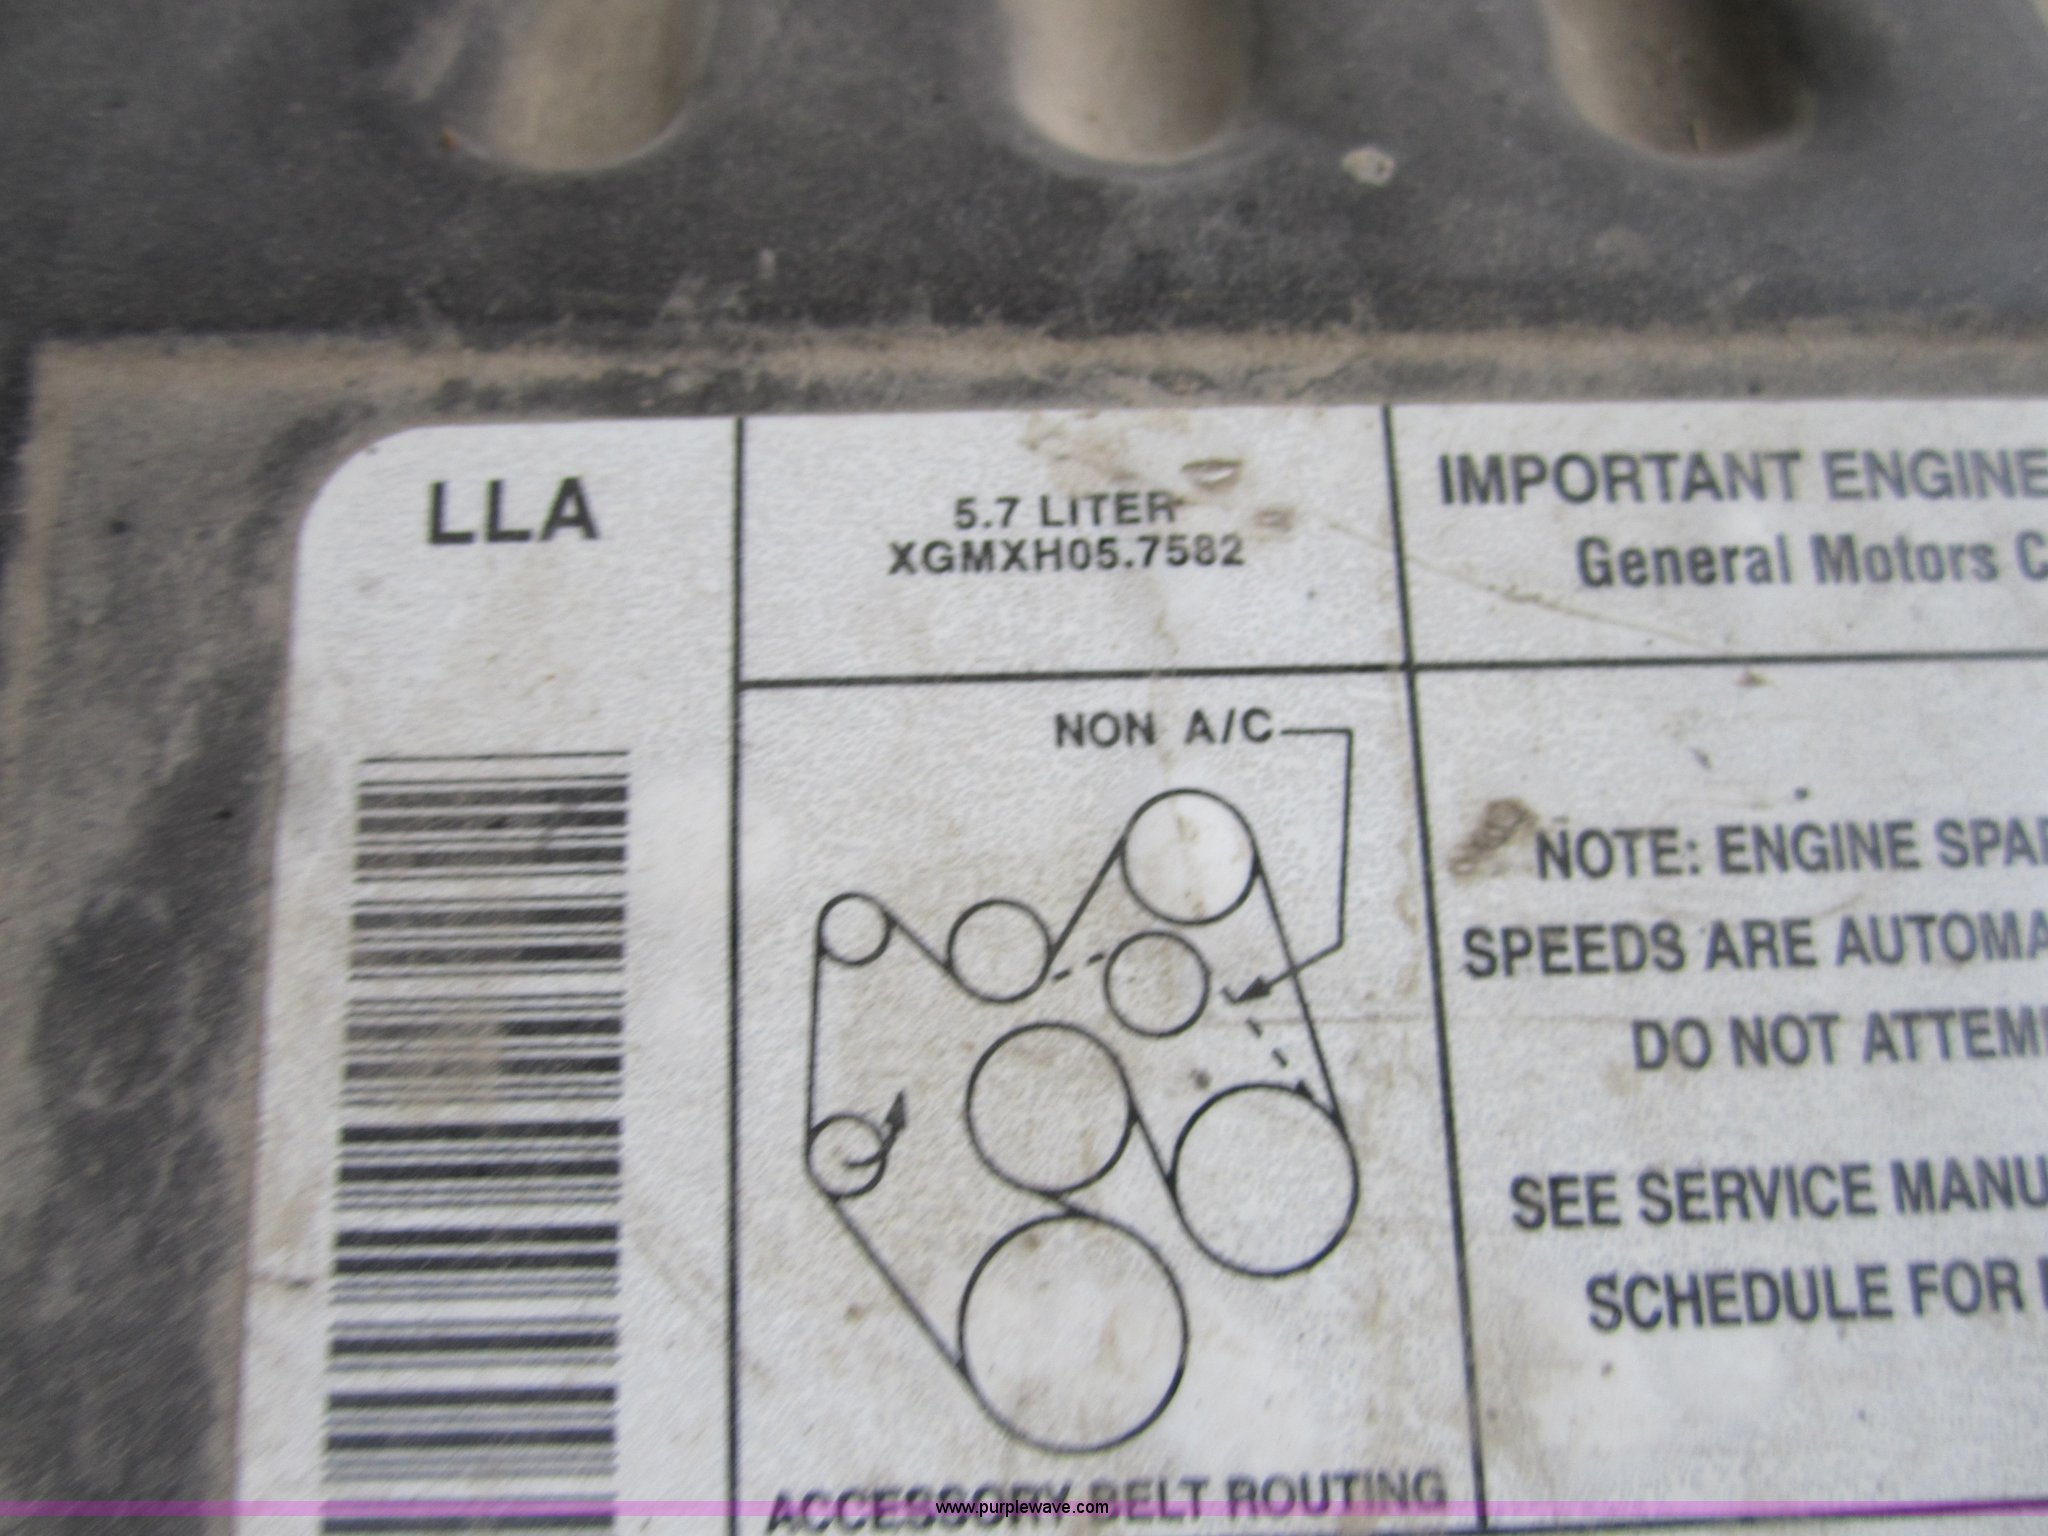 LLA
5.7 LITER
XGMXH05.7582
IMPORTANT ENGINE
General Motors C
NON A/C
NOTE: ENGINE SPAR
SPEEDS ARE AUTOMA
DO NOT ATTEM
SEE SERVICE MANU
SCHEDULE FOR
ACCESSORY BELT ROUTING
www.purplewave.com